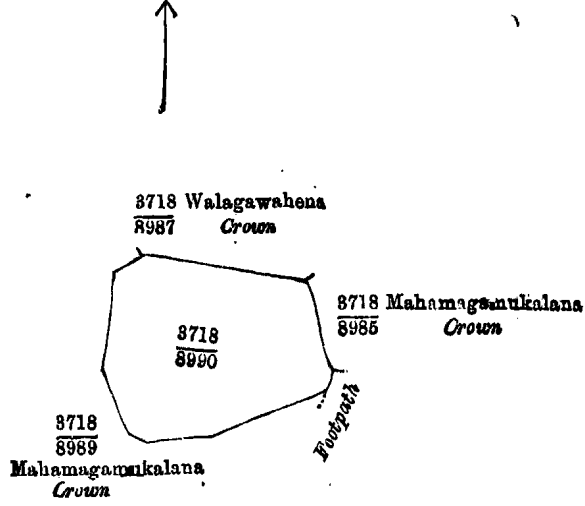 3718 Walagawahena
8987 Crown
3718 Mahamagamukalana
8985 Crown
3718
8990
Footpath
3718
8989
Mahamagamukalana
Crown